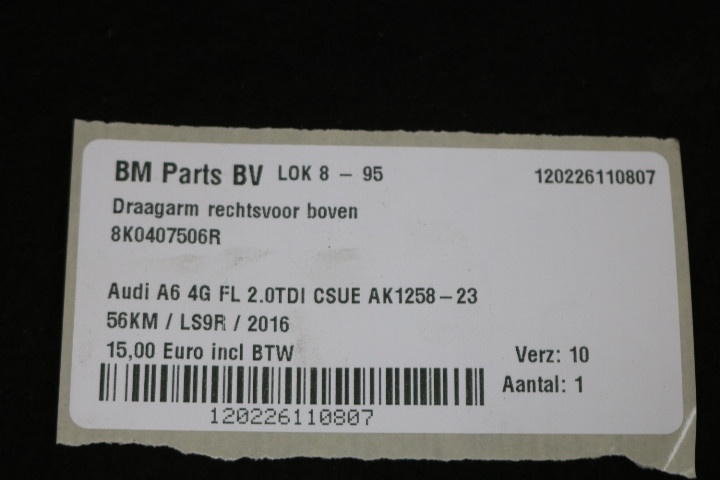 BM Parts BV LOK 8 - 95 120226110807
Draagarm rechtsvoor boven
8K0407506R
Audi A6 4G FL 2.0TDI CSUE AK1258-23
56KM / LS9R / 2016
15,00 Euro incl BTW Verz: 10
Aantal: 1
120226110807